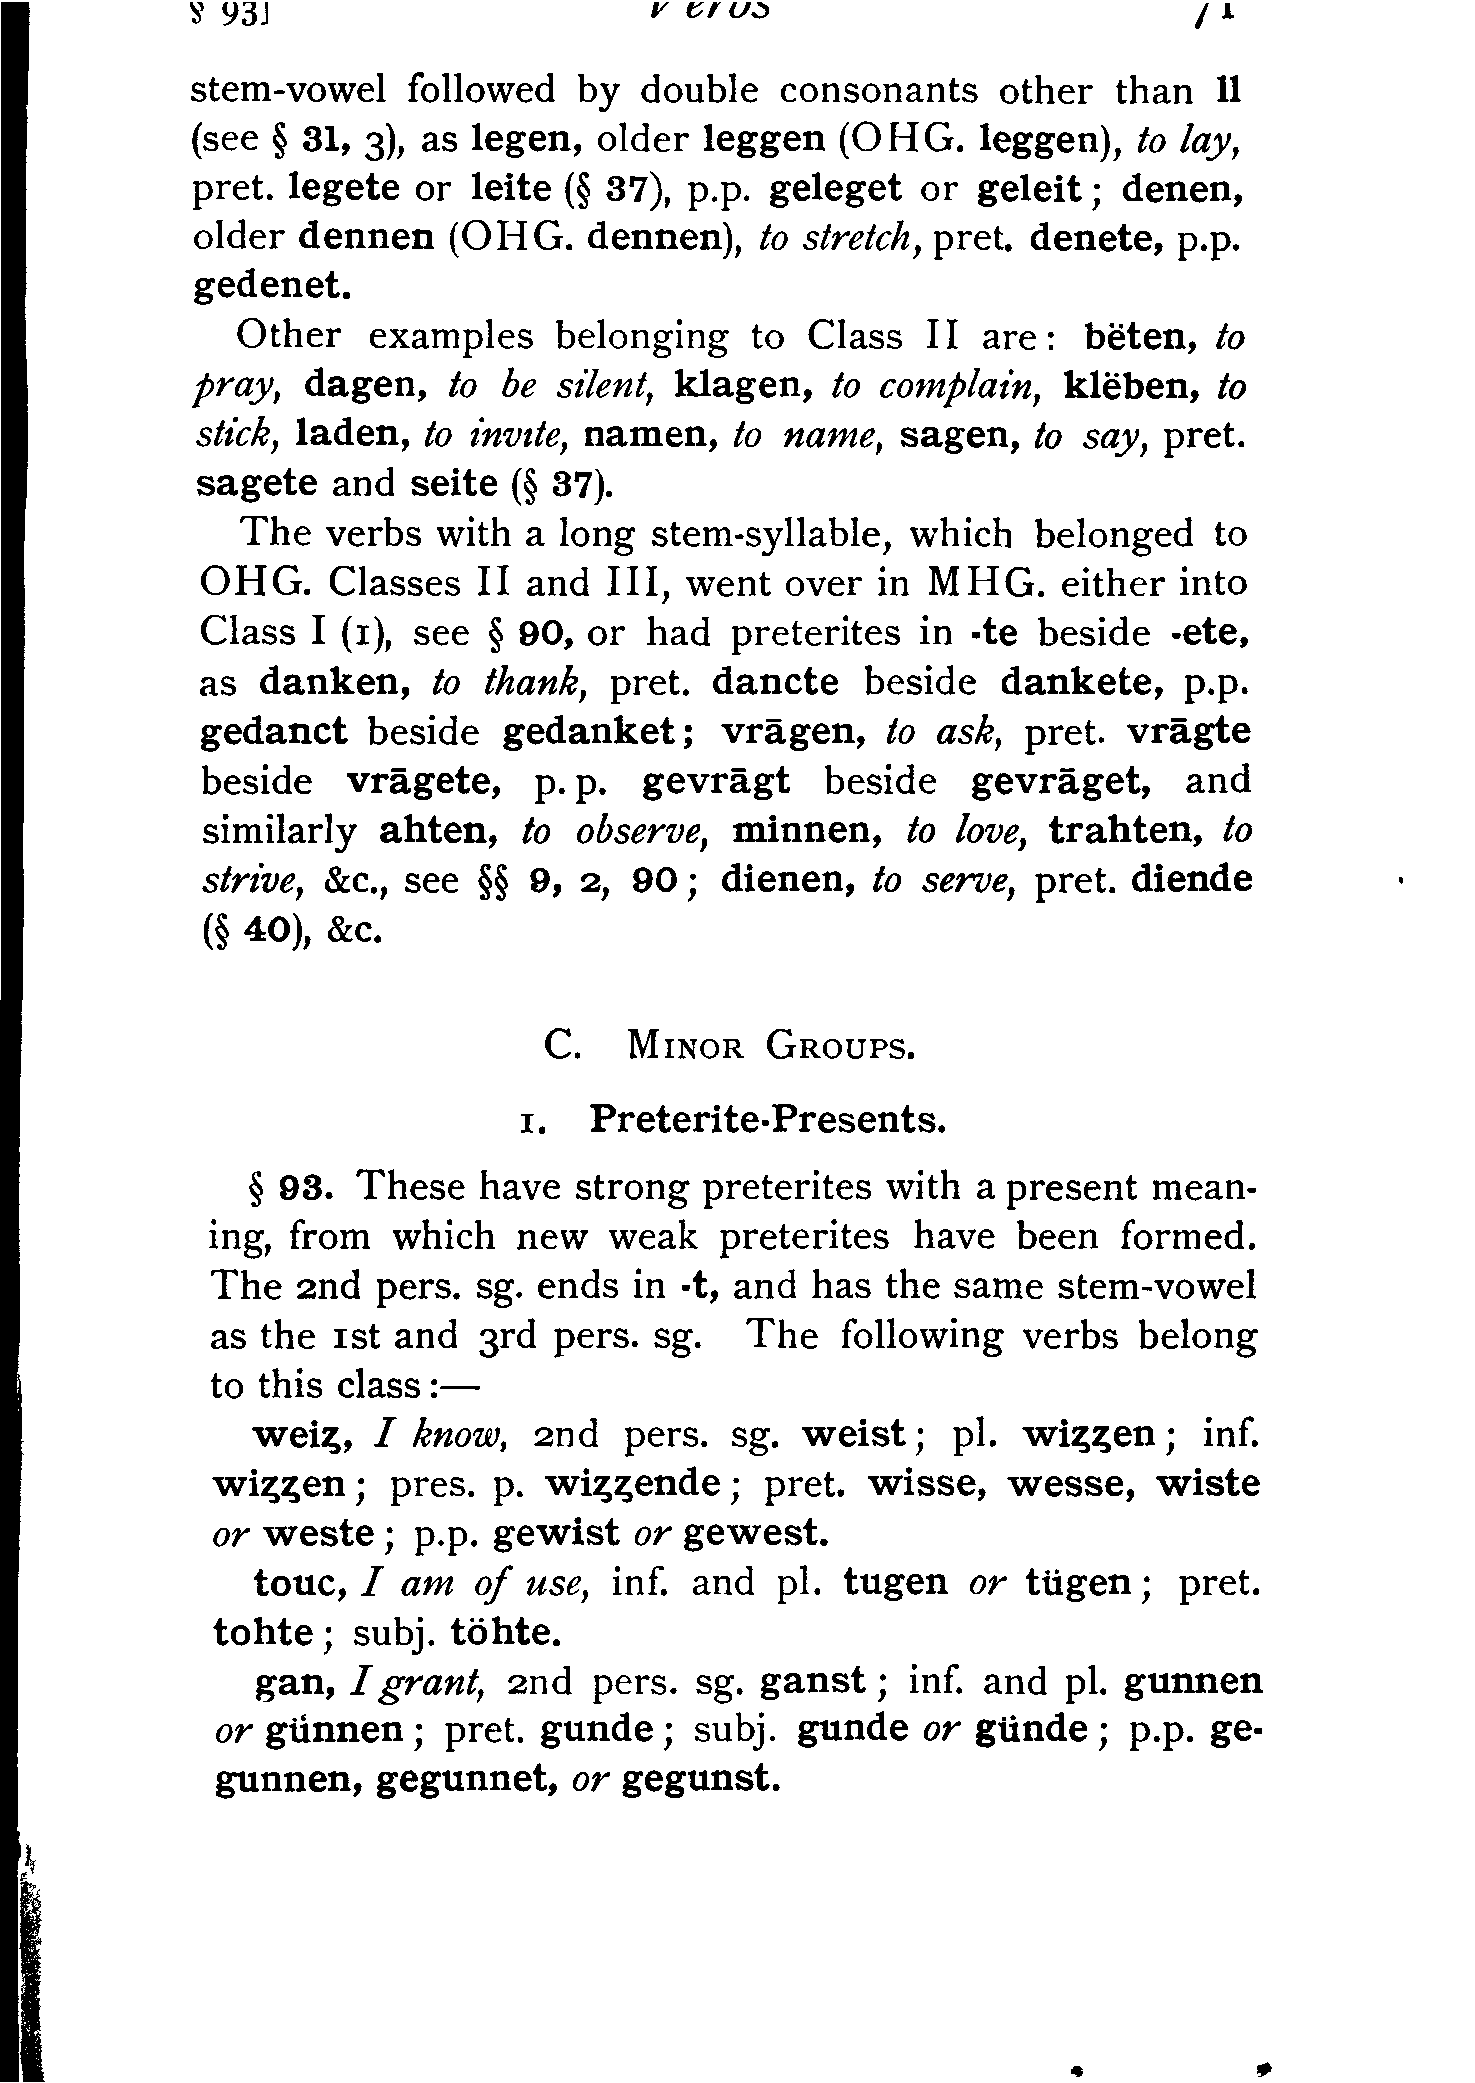 § 93] Verbs 71
stem-vowel followed by double consonants other than ll
(see § 31, 3), as legen, older leggen (OHG. leggen), to lay,
pret. legete or leite (§ 37), p.p. geleget or geleit; denen,
older dennen (OHG. dennen), to stretch, pret. denete, p.p.
gedenet.
Other examples belonging to Class II are: bëten, to
pray, dagen, to be silent, klagen, to complain, klëben, to
stick, laden, to invite, namen, to name, sagen, to say, pret.
sagete and seite (§ 37).
The verbs with a long stem-syllable, which belonged to
OHG. Classes II and III, went over in MHG. either into
Class I (1), see § 90, or had preterites in -te beside -ete,
as danken, to thank, pret. dancte beside dankete, p.p.
gedanct beside gedanket; vrāgen, to ask, pret. vrāgte
beside vrāgete, p.p. gevrāgt beside gevrāget, and
similarly ahten, to observe, minnen, to love, trahten, to
strive, &c., see §§ 9, 2, 90; dienen, to serve, pret. diende
(§ 40), &c.
C. Minor Groups.
1. Preterite-Presents.
§ 93. These have strong preterites with a present mean-
ing, from which new weak preterites have been formed.
The 2nd pers. sg. ends in -t, and has the same stem-vowel
as the 1st and 3rd pers. sg. The following verbs belong
to this class:—
weiʒ, I know, 2nd pers. sg. weist; pl. wiʒʒen; inf.
wiʒʒen; pres. p. wiʒʒende; pret. wisse, wesse, wiste
or weste; p.p. gewist or gewest.
touc, I am of use, inf. and pl. tugen or tügen; pret.
tohte; subj. töhte.
gan, I grant, 2nd pers. sg. ganst; inf. and pl. gunnen
or günnen; pret. gunde; subj. gunde or günde; p.p. ge-
gunnen, gegunnet, or gegunst.